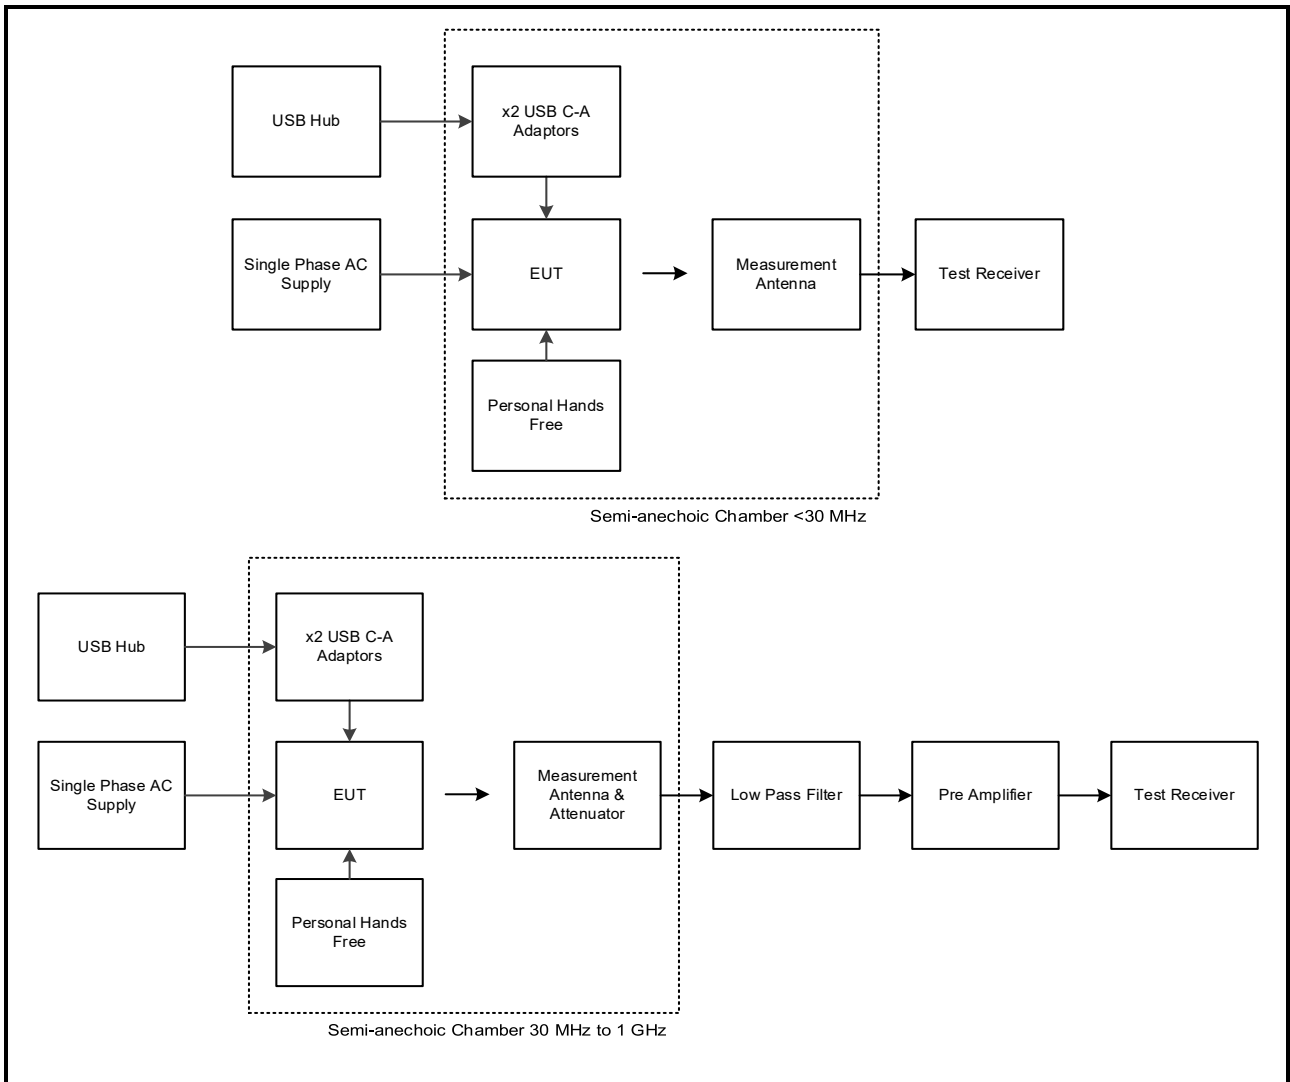 USB Hub
x2 USB C-A
Adaptors
Single Phase AC
Supply
EUT
Measurement
Antenna
Test Receiver
Personal Hands
Free
Semi-anechoic Chamber <30 MHz
USB Hub
x2 USB C-A
Adaptors
Single Phase AC
Supply
EUT
Measurement
Antenna &
Attenuator
Low Pass Filter
Pre Amplifier
Test Receiver
Personal Hands
Free
Semi-anechoic Chamber 30 MHz to 1 GHz